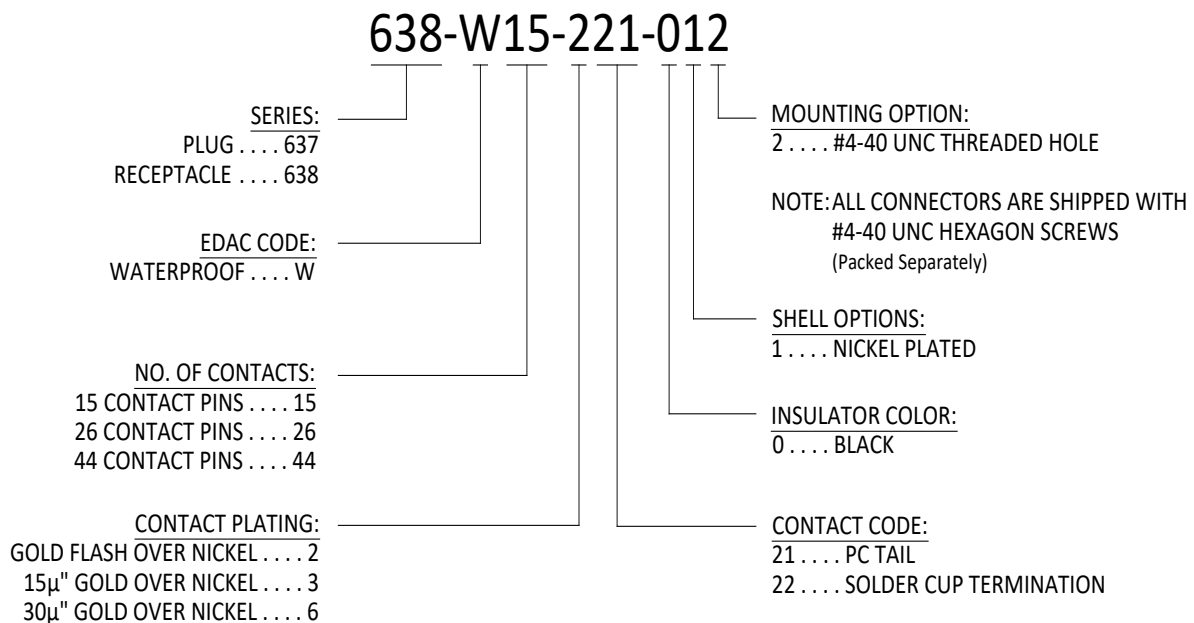 638-W15-221-012
SERIES:
PLUG . . . . 637
RECEPTACLE . . . . 638
EDAC CODE:
WATERPROOF . . . . W
NO. OF CONTACTS:
15 CONTACT PINS . . . . 15
26 CONTACT PINS . . . . 26
44 CONTACT PINS . . . . 44
CONTACT PLATING:
GOLD FLASH OVER NICKEL . . . . 2
15µ" GOLD OVER NICKEL . . . . 3
30µ" GOLD OVER NICKEL . . . . 6
MOUNTING OPTION:
2 . . . . #4-40 UNC THREADED HOLE
NOTE: ALL CONNECTORS ARE SHIPPED WITH
#4-40 UNC HEXAGON SCREWS
(Packed Separately)
SHELL OPTIONS:
1 . . . . NICKEL PLATED
INSULATOR COLOR:
0 . . . . BLACK
CONTACT CODE:
21 . . . . PC TAIL
22 . . . . SOLDER CUP TERMINATION